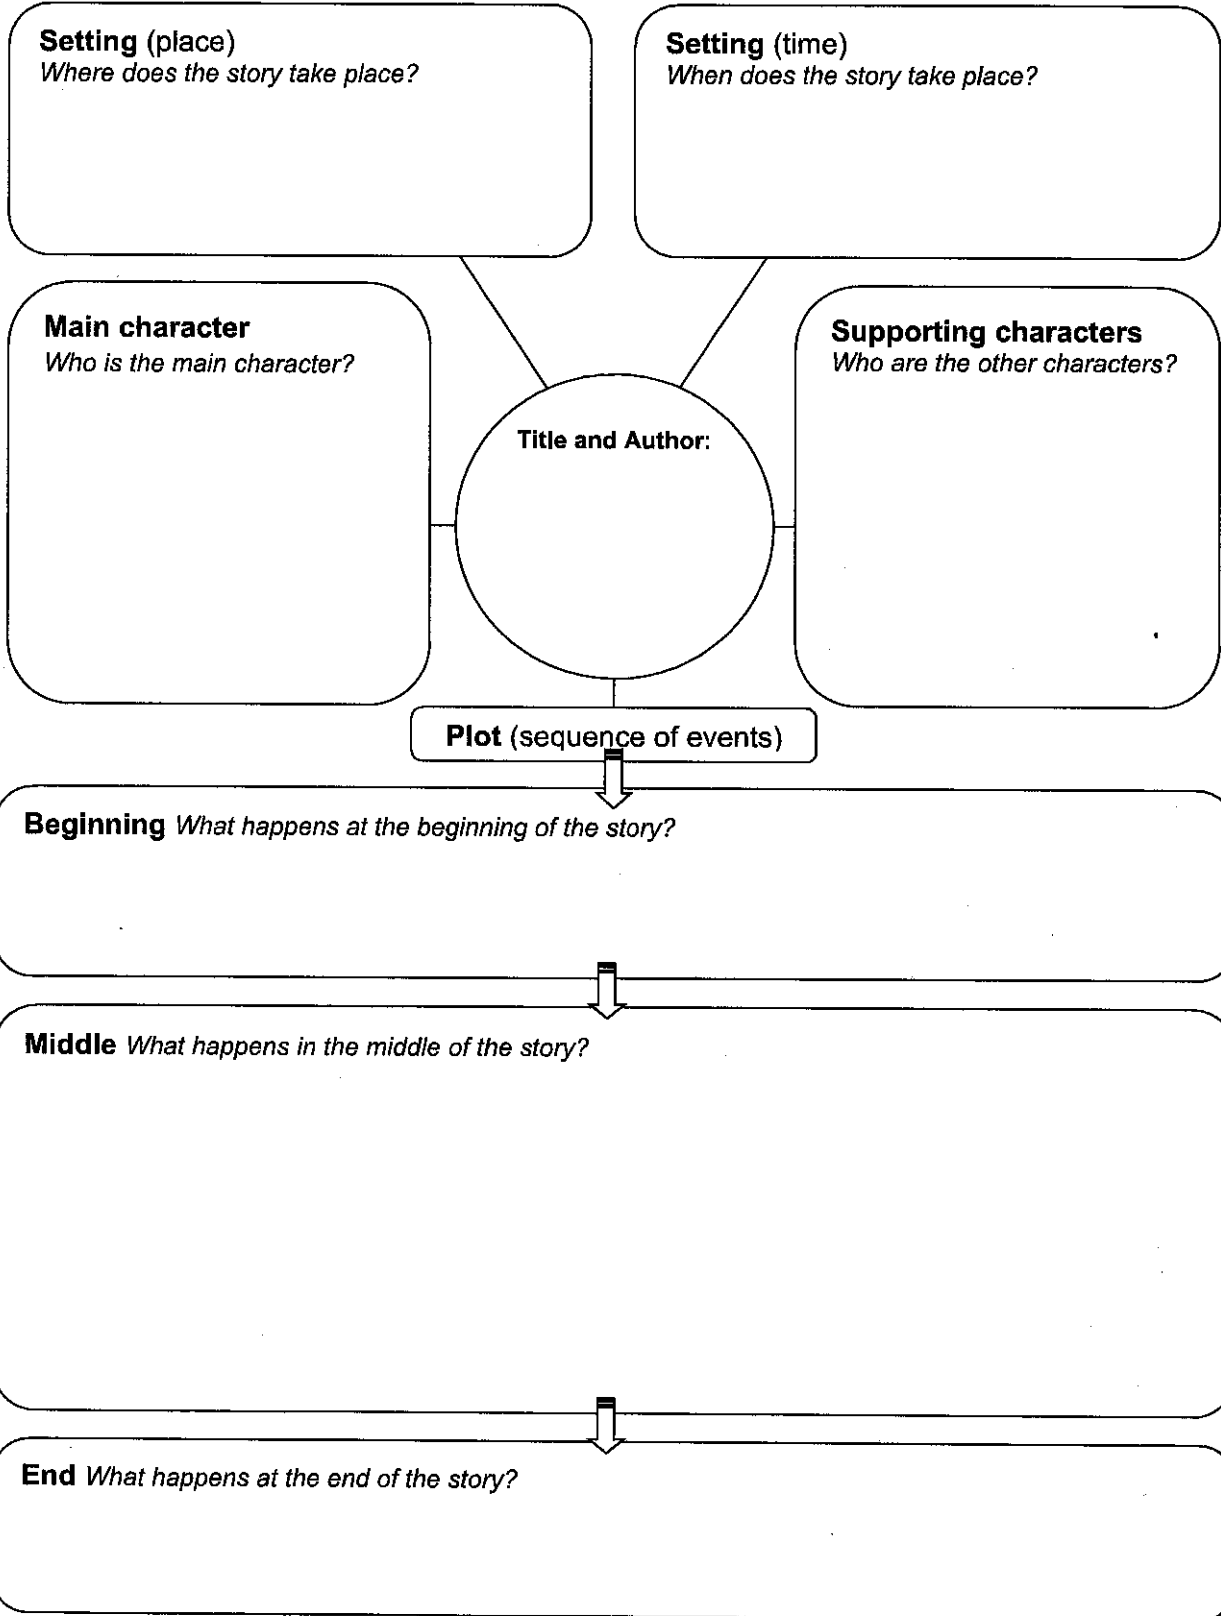 Setting (place)
Where does the story take place?
Setting (time)
When does the story take place?
Main character
Who is the main character?
Supporting characters
Who are the other characters?
Title and Author:
Plot (sequence of events)
Beginning What happens at the beginning of the story?
Middle What happens in the middle of the story?
End What happens at the end of the story?